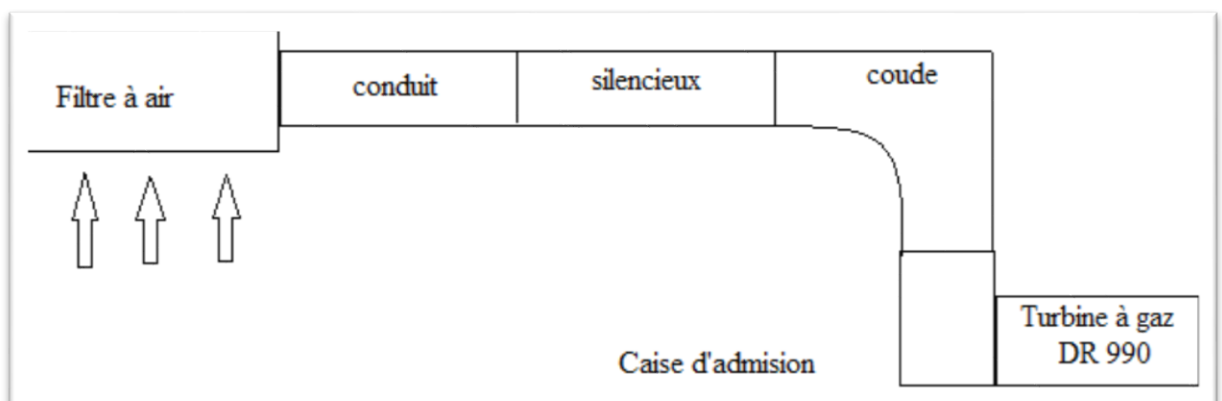 Filtre à air
conduit
silencieux
coude
Turbine à gaz
DR 990
Caise d'admision